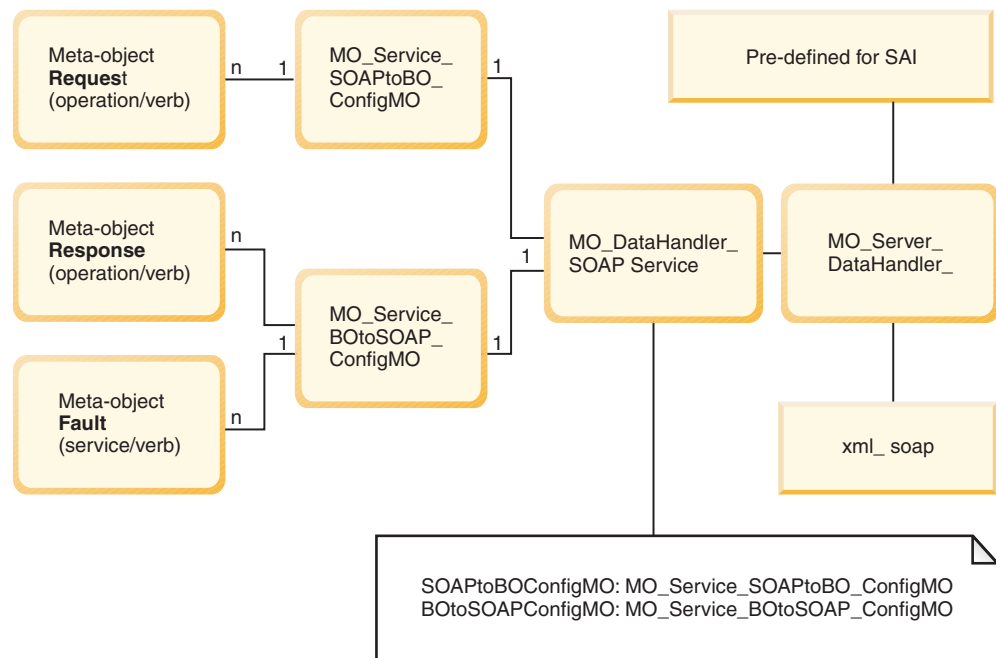 Meta-object
Request
(operation/verb)
n
1
MO_Service_
SOAPtoBO_
ConfigMO
1
Pre-defined for SAI
Meta-object
Response
(operation/verb)
n
1
MO_Service_
BOtoSOAP_
ConfigMO
1
1
MO_DataHandler_
SOAP Service
MO_Server_
DataHandler_
Meta-object
Fault
(service/verb)
n
xml_ soap
SOAPtoBOConfigMO: MO_Service_SOAPtoBO_ConfigMO
BOtoSOAPConfigMO: MO_Service_BOtoSOAP_ConfigMO